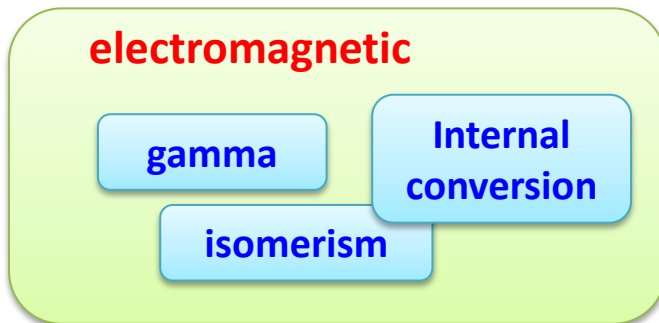 electromagnetic
gamma
Internal
conversion
isomerism